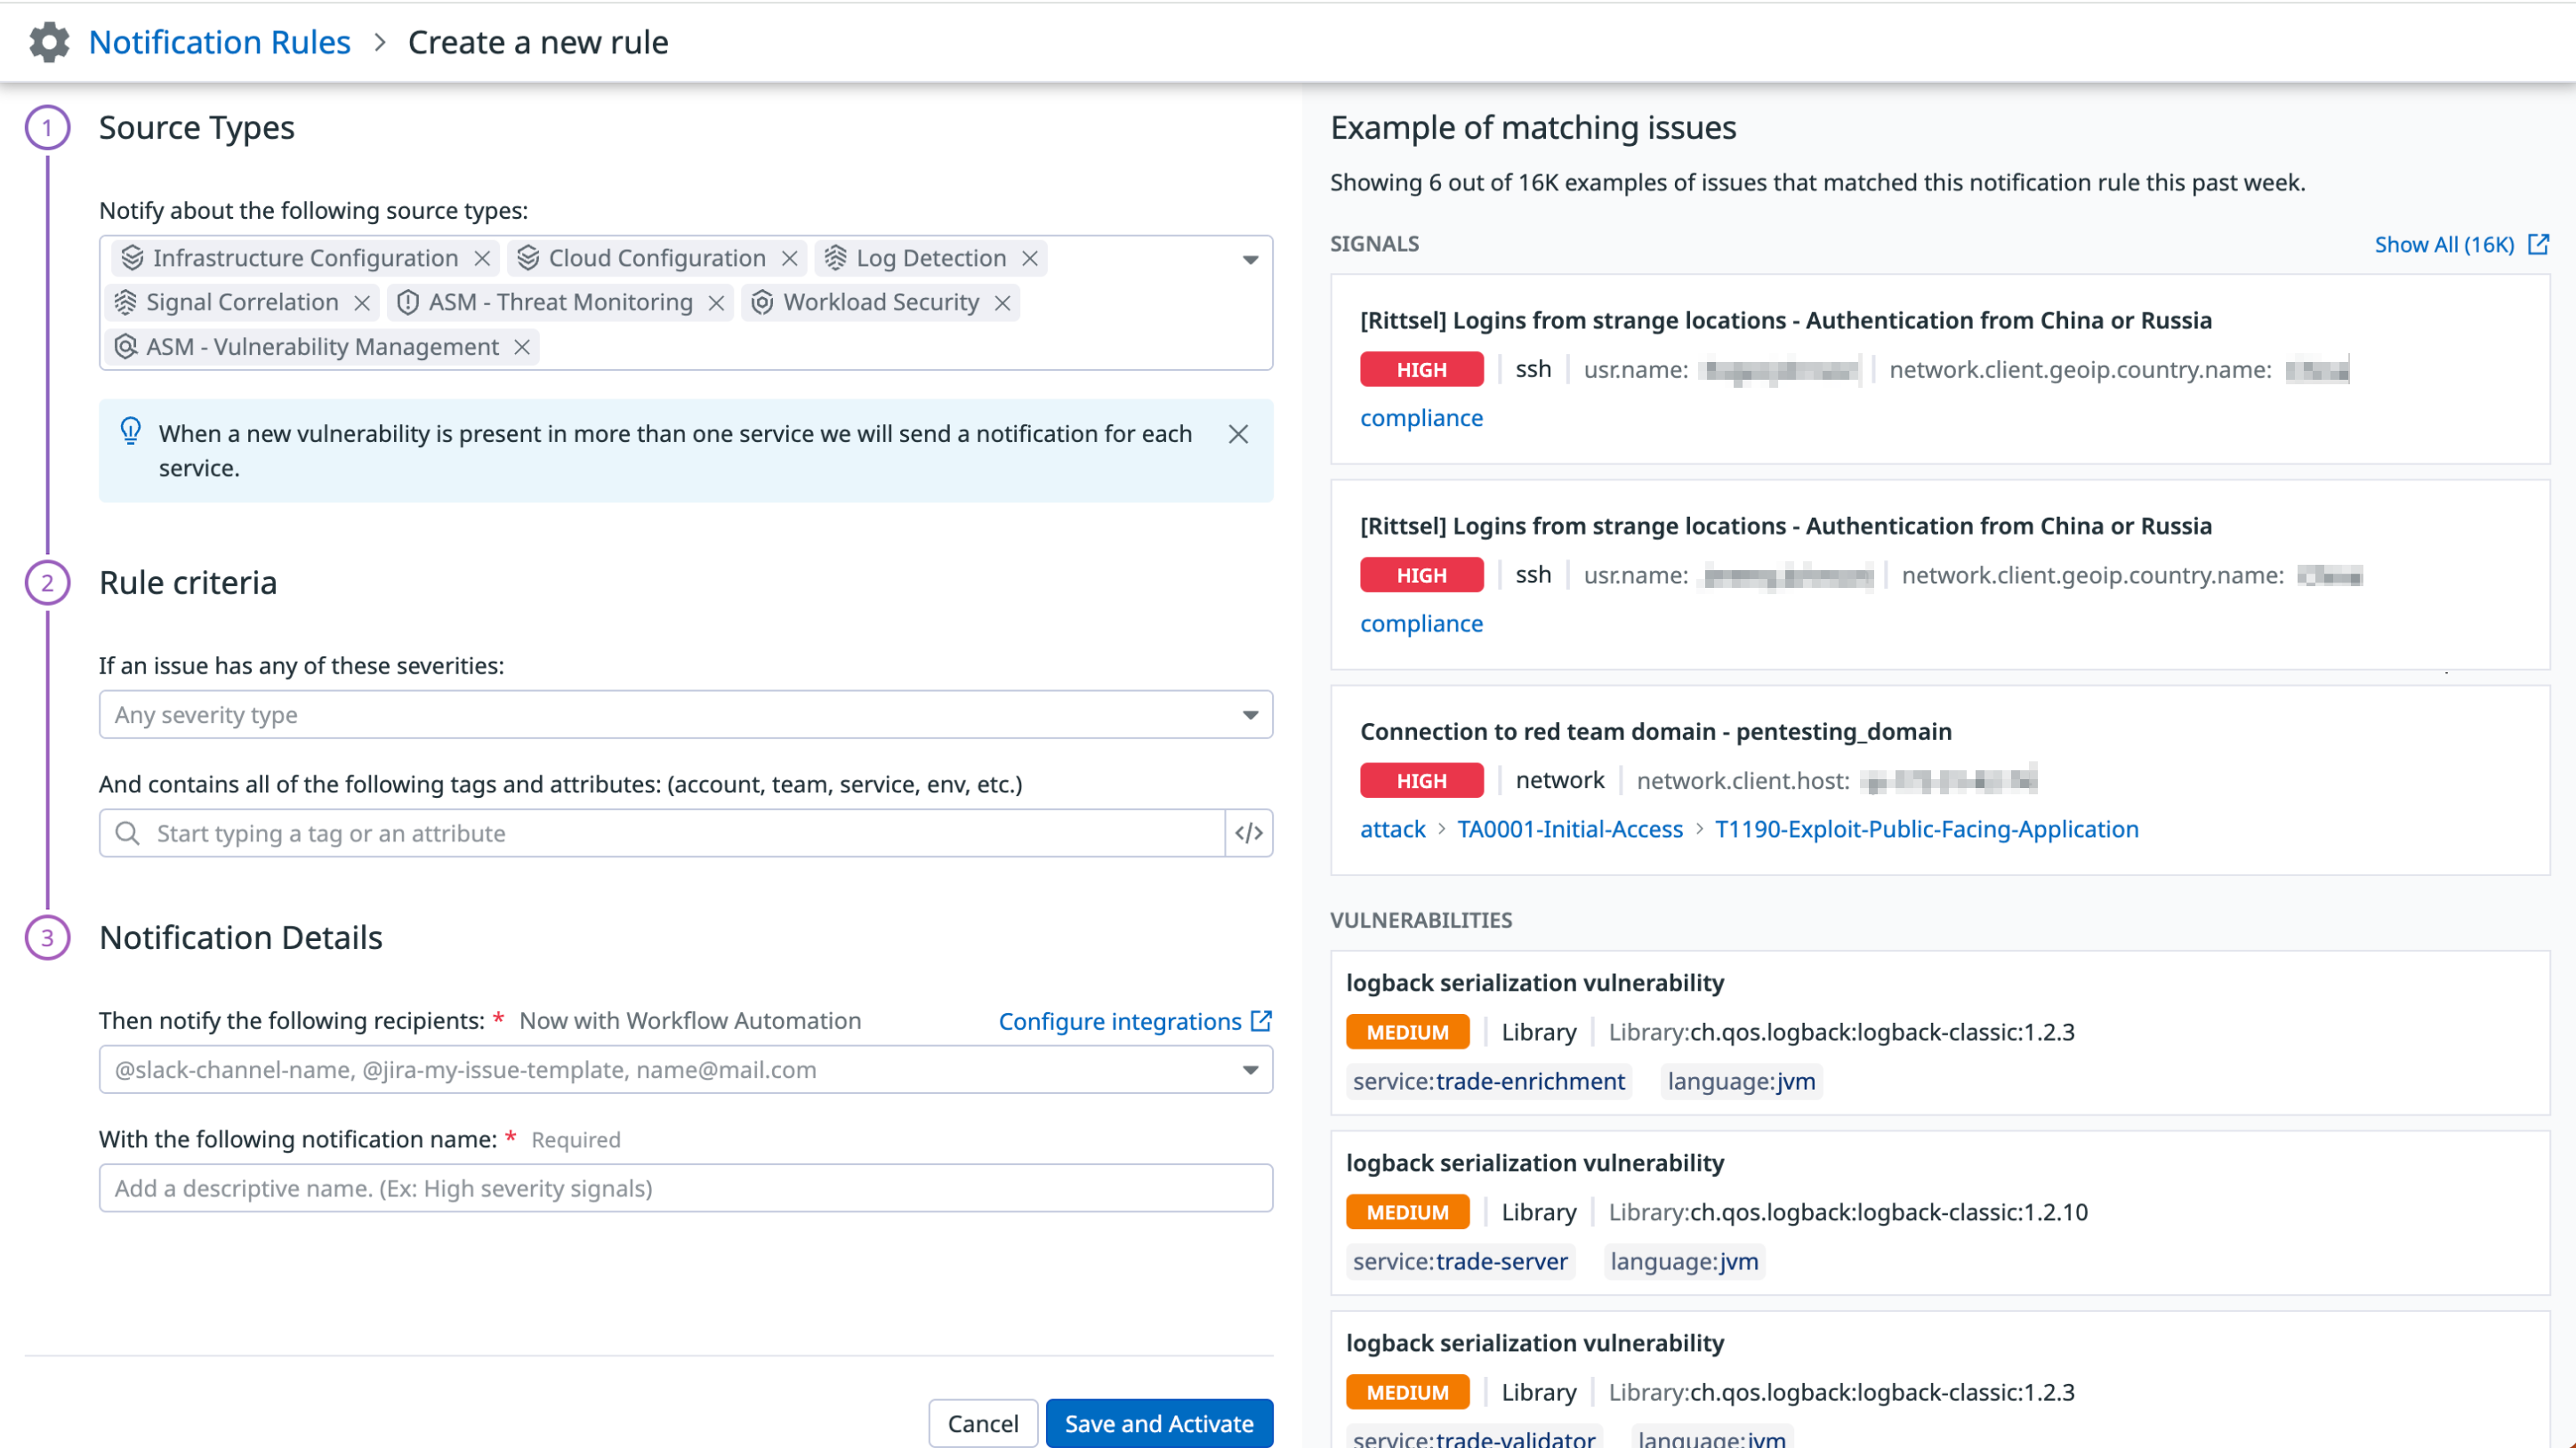 Notification Rules > Create a new rule
1 Source Types
Notify about the following source types:
Infrastructure Configuration Cloud Configuration Log Detection
Signal Correlation ASM - Threat Monitoring Workload Security
ASM - Vulnerability Management
When a new vulnerability is present in more than one service we will send a notification for each
service.
2 Rule criteria
If an issue has any of these severities:
Any severity type
And contains all of the following tags and attributes: (account, team, service, env, etc.)
Start typing a tag or an attribute </>
3 Notification Details
Then notify the following recipients: * Now with Workflow Automation Configure integrations
@slack-channel-name, @jira-my-issue-template, name@mail.com
With the following notification name: * Required
Add a descriptive name. (Ex: High severity signals)
Cancel Save and Activate
Example of matching issues
Showing 6 out of 16K examples of issues that matched this notification rule this past week.
SIGNALS Show All (16K)
[Rittsel] Logins from strange locations - Authentication from China or Russia
HIGH ssh usr.name: network.client.geoip.country.name:
compliance
[Rittsel] Logins from strange locations - Authentication from China or Russia
HIGH ssh usr.name: network.client.geoip.country.name:
compliance
Connection to red team domain - pentesting_domain
HIGH network network.client.host:
attack > TA0001-Initial-Access > T1190-Exploit-Public-Facing-Application
VULNERABILITIES
logback serialization vulnerability
MEDIUM Library Library:ch.qos.logback:logback-classic:1.2.3
service:trade-enrichment language:jvm
logback serialization vulnerability
MEDIUM Library Library:ch.qos.logback:logback-classic:1.2.10
service:trade-server language:jvm
logback serialization vulnerability
MEDIUM Library Library:ch.qos.logback:logback-classic:1.2.3
service:trade-validator language:jvm